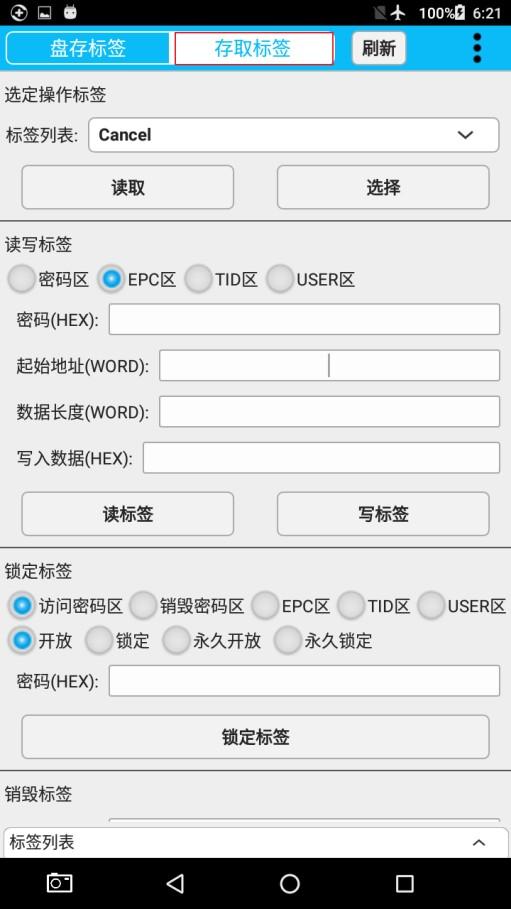 100% 6:21
盘存标签 存取标签 刷新
选定操作标签
标签列表: Cancel
读取 选择
读写标签
密码区 EPC区 TID区 USER区
密码(HEX):
起始地址(WORD):
数据长度(WORD):
写入数据(HEX):
读标签 写标签
锁定标签
访问密码区 销毁密码区 EPC区 TID区 USER区
开放 锁定 永久开放 永久锁定
密码(HEX):
锁定标签
销毁标签
标签列表